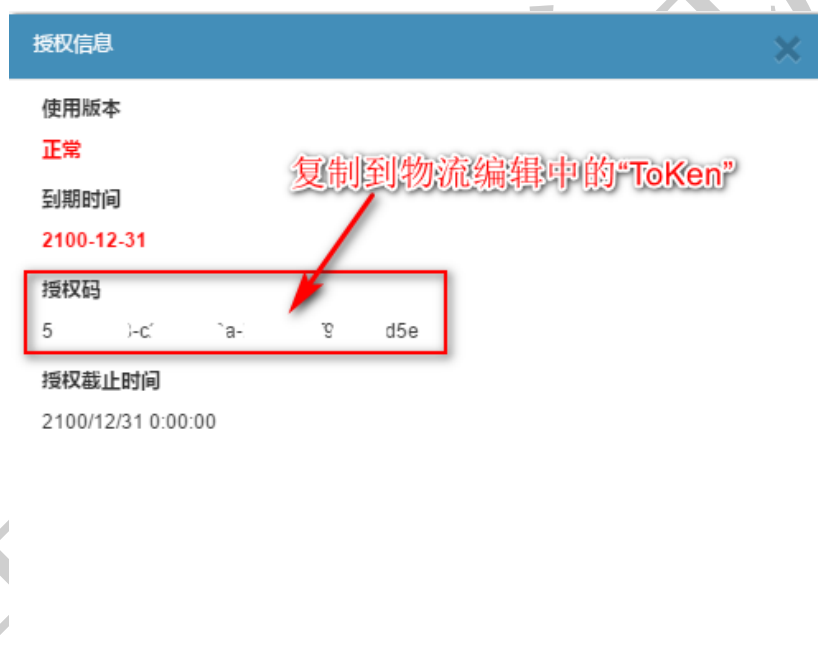 授权信息
使用版本
正常
复制到物流编辑中的“ToKen”
到期时间
2100-12-31
授权码
5 d5e
授权截止时间
2100/12/31 0:00:00